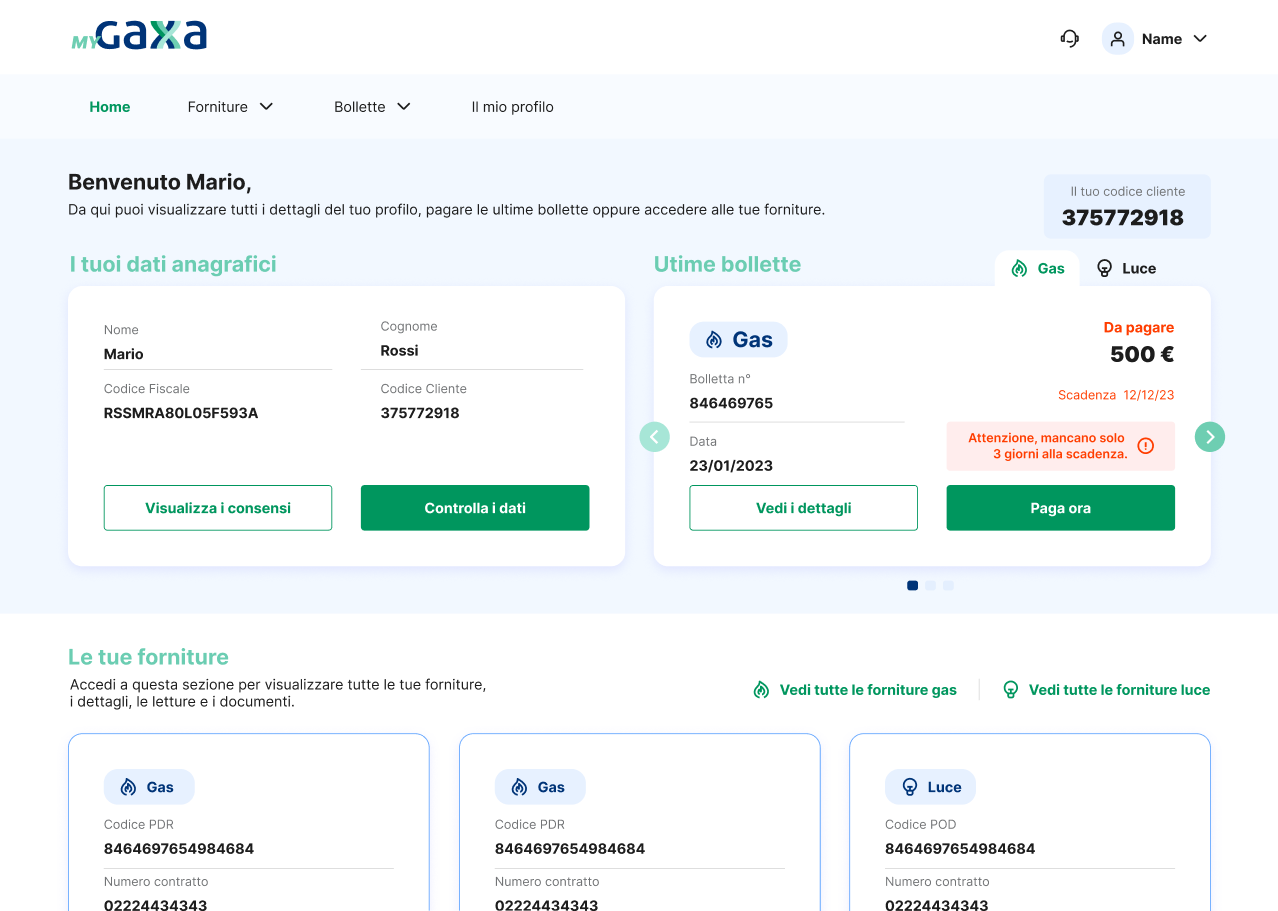 MYGaxa
Name
Home
Forniture
Bollette
Il mio profilo
Benvenuto Mario,
Da qui puoi visualizzare tutti i dettagli del tuo profilo, pagare le ultime bollette oppure accedere alle tue forniture.
Il tuo codice cliente
375772918
I tuoi dati anagrafici
Nome
Mario
Cognome
Rossi
Codice Fiscale
RSSMRA80L05F593A
Codice Cliente
375772918
Visualizza i consensi
Controlla i dati
Utime bollette
Gas
Luce
Gas
Da pagare
500 €
Bolletta n°
846469765
Scadenza 12/12/23
Data
23/01/2023
Attenzione, mancano solo
3 giorni alla scadenza.
Vedi i dettagli
Paga ora
Le tue forniture
Accedi a questa sezione per visualizzare tutte le tue forniture,
i dettagli, le letture e i documenti.
Vedi tutte le forniture gas
Vedi tutte le forniture luce
Gas
Codice PDR
8464697654984684
Numero contratto
02224434343
Gas
Codice PDR
8464697654984684
Numero contratto
02224434343
Luce
Codice POD
8464697654984684
Numero contratto
02224434343